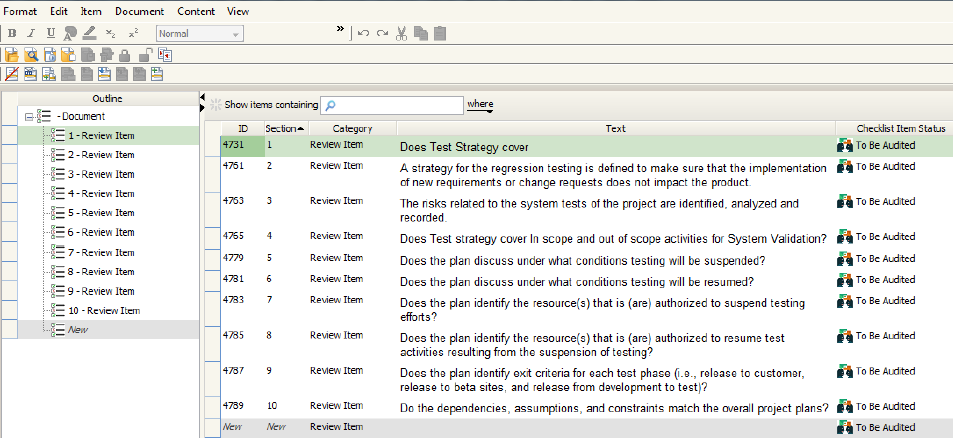 Format Edit Item Document Content View
B I U Normal »
Outline
- Document
1 - Review Item
2 - Review Item
3 - Review Item
4 - Review Item
5 - Review Item
6 - Review Item
7 - Review Item
8 - Review Item
9 - Review Item
10 - Review Item
New
Show items containing where
ID Section Category Text Checklist Item Status
4731 1 Review Item Does Test Strategy cover To Be Audited
4761 2 Review Item A strategy for the regression testing is defined to make sure that the implementation To Be Audited
of new requirements or change requests does not impact the product.
4763 3 Review Item The risks related to the system tests of the project are identified, analyzed and To Be Audited
recorded.
4765 4 Review Item Does Test strategy cover In scope and out of scope activities for System Validation? To Be Audited
4779 5 Review Item Does the plan discuss under what conditions testing will be suspended? To Be Audited
4781 6 Review Item Does the plan discuss under what conditions testing will be resumed? To Be Audited
4783 7 Review Item Does the plan identify the resource(s) that is (are) authorized to suspend testing To Be Audited
efforts?
4785 8 Review Item Does the plan identify the resource(s) that is (are) authorized to resume test To Be Audited
activities resulting from the suspension of testing?
4787 9 Review Item Does the plan identify exit criteria for each test phase (i.e., release to customer, To Be Audited
release to beta sites, and release from development to test)?
4789 10 Review Item Do the dependencies, assumptions, and constraints match the overall project plans? To Be Audited
New New Review Item To Be Audited